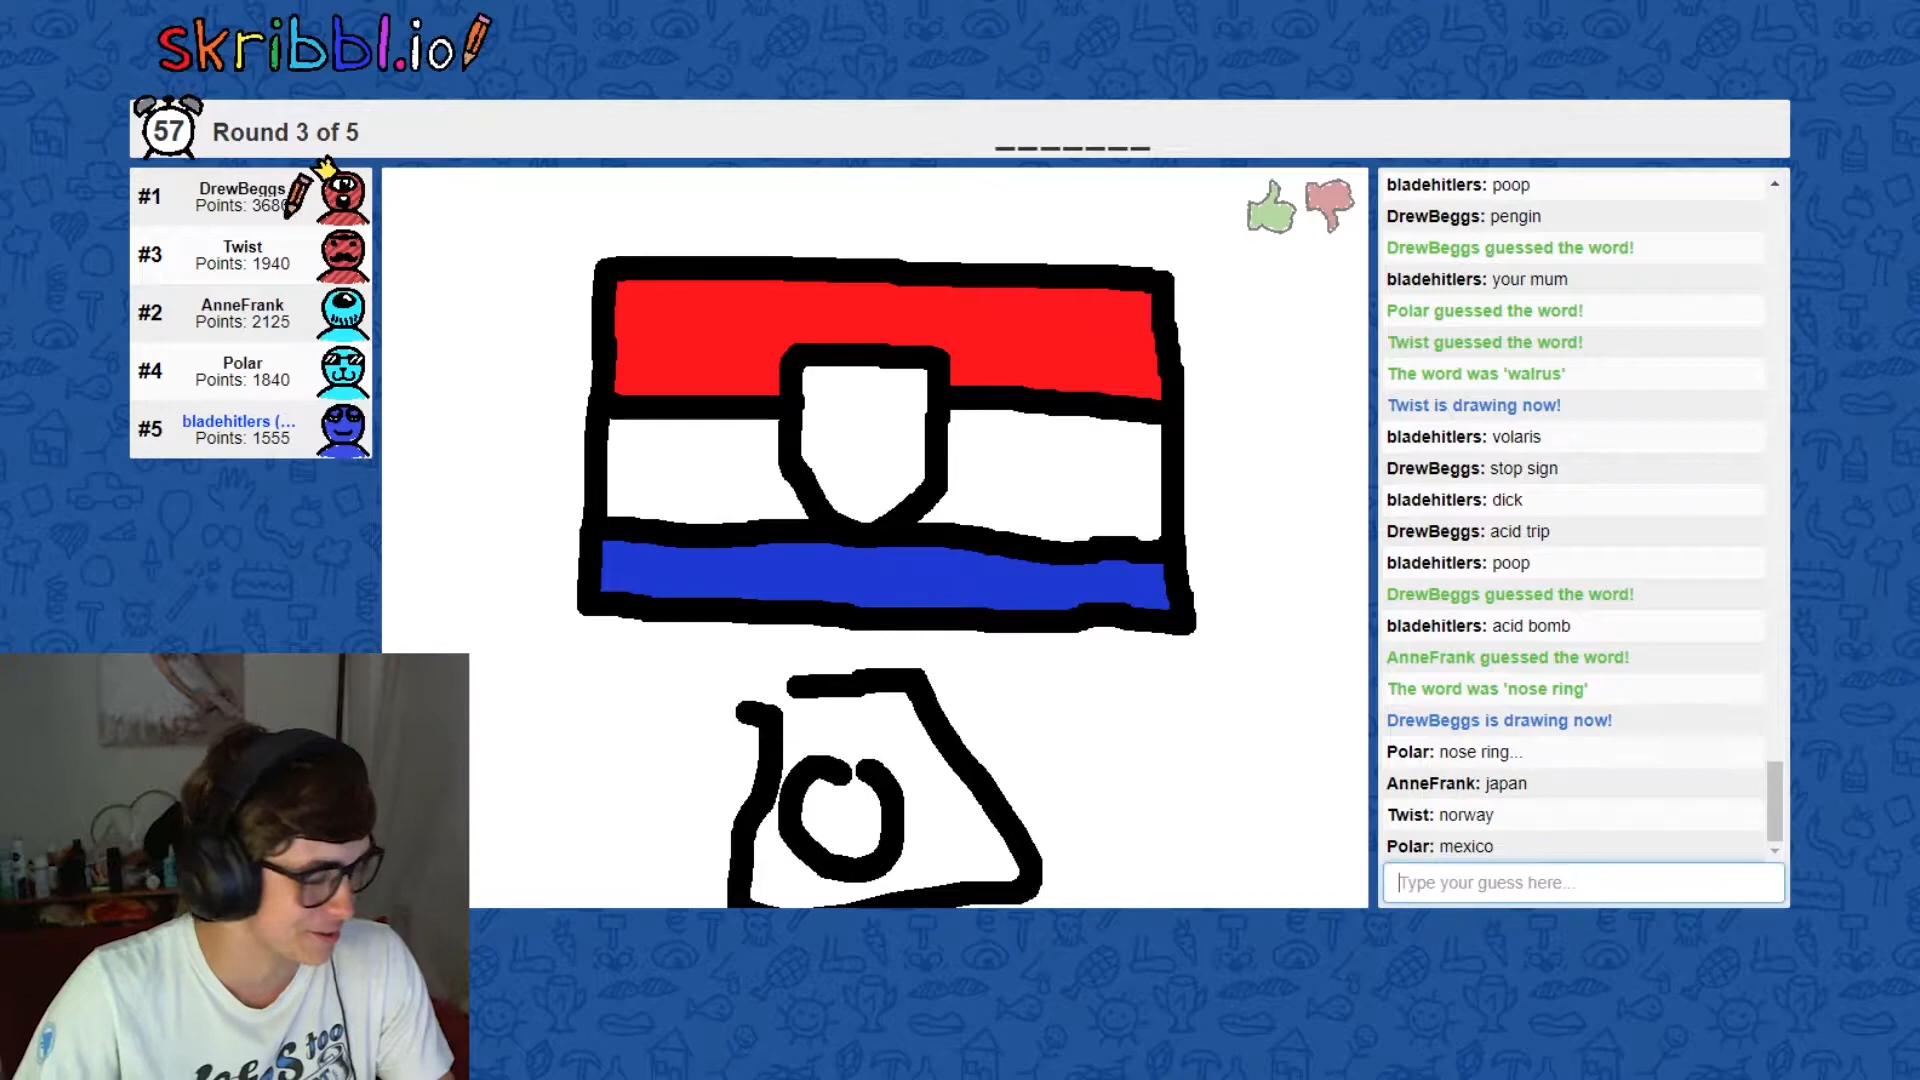 skribbl.io
57
Round 3 of 5
_______
#1
DrewBeggs
Points: 368
#3
Twist
Points: 1940
#2
AnneFrank
Points: 2125
#4
Polar
Points: 1840
#5
bladehitlers (...
Points: 1555
bladehitlers: poop
DrewBeggs: pengin
DrewBeggs guessed the word!
bladehitlers: your mum
Polar guessed the word!
Twist guessed the word!
The word was 'walrus'
Twist is drawing now!
bladehitlers: volaris
DrewBeggs: stop sign
bladehitlers: dick
DrewBeggs: acid trip
bladehitlers: poop
DrewBeggs guessed the word!
bladehitlers: acid bomb
AnneFrank guessed the word!
The word was 'nose ring'
DrewBeggs is drawing now!
Polar: nose ring...
AnneFrank: japan
Twist: norway
Polar: mexico
Type your guess here...